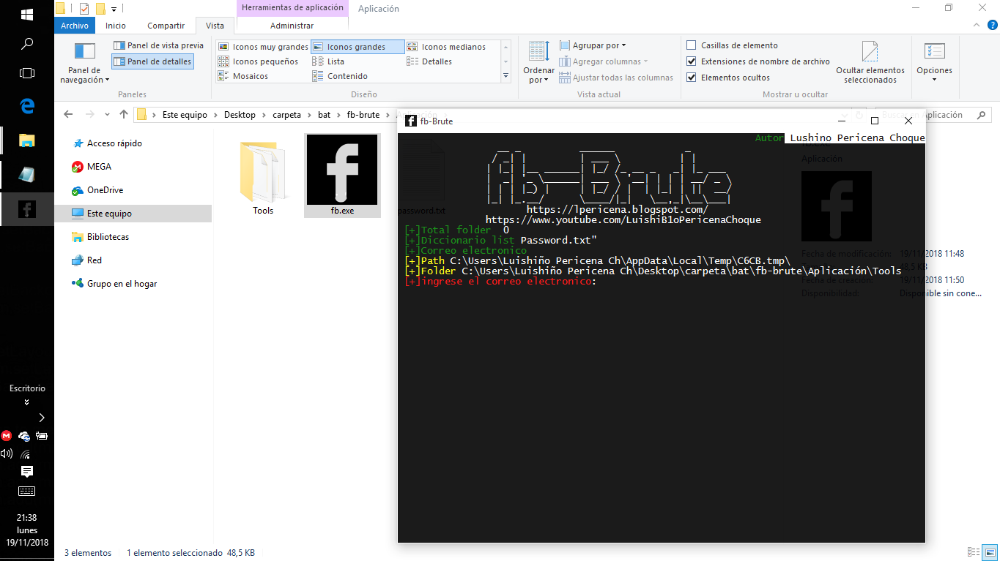 Herramientas de aplicación
Aplicación
Archivo
Inicio
Compartir
Vista
Administrar
Panel de navegación
Panel de vista previa
Panel de detalles
Paneles
Iconos muy grandes
Iconos grandes
Iconos medianos
Iconos pequeños
Lista
Detalles
Mosaicos
Contenido
Diseño
Ordenar por
Agrupar por
Agregar columnas
Ajustar todas las columnas
Vista actual
Casillas de elemento
Extensiones de nombre de archivo
Elementos ocultos
Ocultar elementos seleccionados
Mostrar u ocultar
Opciones
Este equipo
Desktop
carpeta
bat
fb-brute
Aplicación
Buscar en Aplicación
Acceso rápido
MEGA
OneDrive
Este equipo
Bibliotecas
Red
Grupo en el hogar
Tools
fb.exe
password.txt
fb-Brute
Autor Lushino Pericena Choque
fb-Brute
https://lpericena.blogspot.com/
https://www.youtube.com/LuishiB1oPericenaChoque
[+]Total folder 0
[+]Diccionario list Password.txt"
[+]Correo electronico
[+]Path C:\Users\Luishiño Pericena Ch\AppData\Local\Temp\C6CB.tmp\
[+]Folder C:\Users\Luishiño Pericena Ch\Desktop\carpeta\bat\fb-brute\Aplicación\Tools
[+]ingrese el correo electronico:
fb.exe
Aplicación
Fecha de modificación: 19/11/2018 11:48
48,5 KB
Fecha de creación: 19/11/2018 11:50
Disponibilidad: Disponible sin cone...
Escritorio
21:38
lunes
19/11/2018
3 elementos
1 elemento seleccionado 48,5 KB